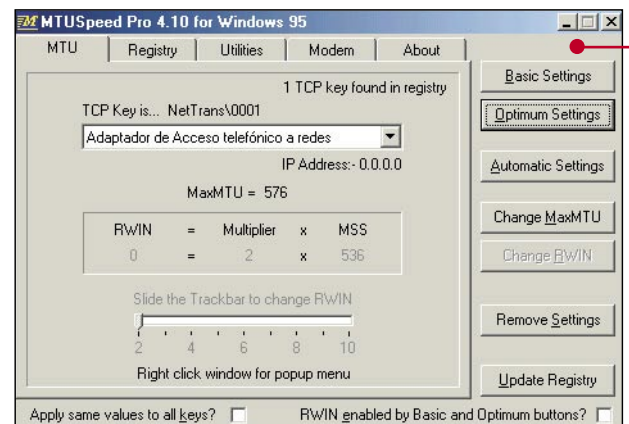 MTUSpeed Pro 4.10 for Windows 95
MTU Registry Utilities Modem About
1 TCP key found in registry
TCP Key is... NetTrans\0001
Adaptador de Acceso telefónico a redes
IP Address:- 0.0.0.0
MaxMTU = 576
RWIN = Multiplier x MSS
0 = 2 x 536
Slide the Trackbar to change RWIN
2 4 6 8 10
Right click window for popup menu
Basic Settings
Optimum Settings
Automatic Settings
Change MaxMTU
Change RWIN
Remove Settings
Update Registry
Apply same values to all keys? RWIN enabled by Basic and Optimum buttons?